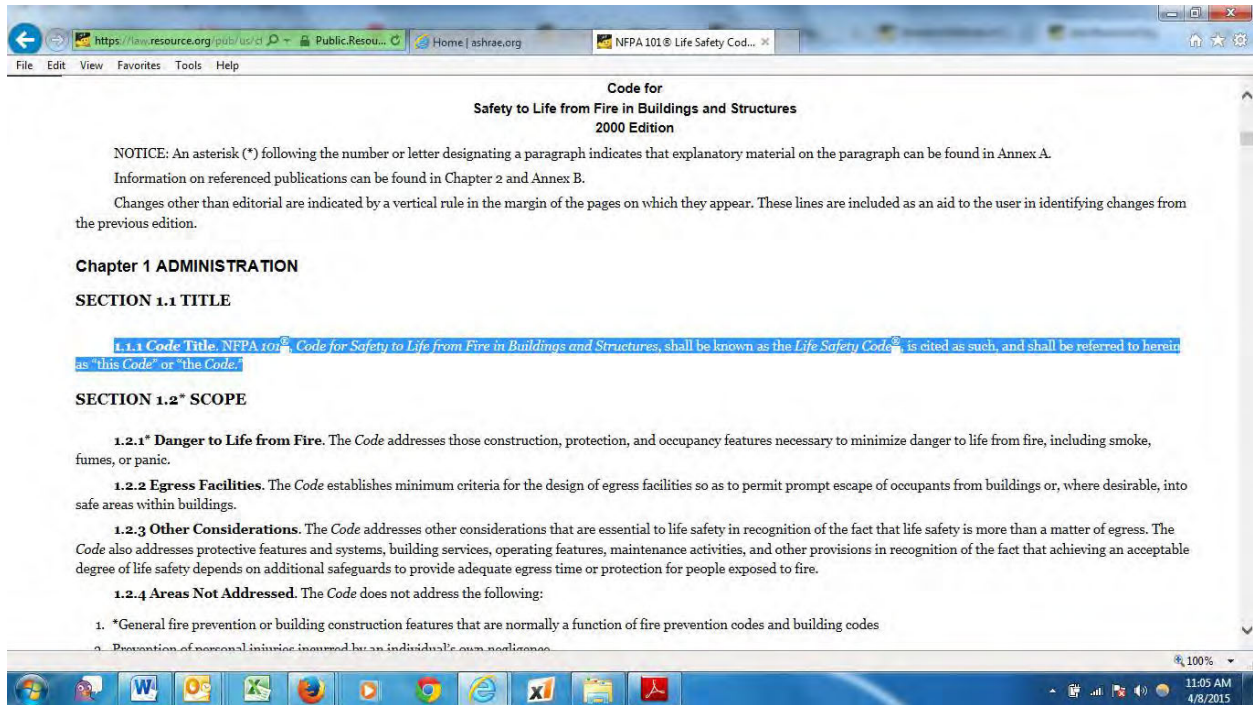 https://law.resource.org/pub/us/cf
Public.Resou...
Home | ashrae.org
NFPA 101® Life Safety Cod...
File Edit View Favorites Tools Help
Code for
Safety to Life from Fire in Buildings and Structures
2000 Edition
NOTICE: An asterisk (*) following the number or letter designating a paragraph indicates that explanatory material on the paragraph can be found in Annex A.
Information on referenced publications can be found in Chapter 2 and Annex B.
Changes other than editorial are indicated by a vertical rule in the margin of the pages on which they appear. These lines are included as an aid to the user in identifying changes from
the previous edition.
Chapter 1 ADMINISTRATION
SECTION 1.1 TITLE
1.1.1 Code Title. NFPA 101®, Code for Safety to Life from Fire in Buildings and Structures, shall be known as the Life Safety Code®, is cited as such, and shall be referred to herein
as "this Code" or "the Code."
SECTION 1.2* SCOPE
1.2.1* Danger to Life from Fire. The Code addresses those construction, protection, and occupancy features necessary to minimize danger to life from fire, including smoke,
fumes, or panic.
1.2.2 Egress Facilities. The Code establishes minimum criteria for the design of egress facilities so as to permit prompt escape of occupants from buildings or, where desirable, into
safe areas within buildings.
1.2.3 Other Considerations. The Code addresses other considerations that are essential to life safety in recognition of the fact that life safety is more than a matter of egress. The
Code also addresses protective features and systems, building services, operating features, maintenance activities, and other provisions in recognition of the fact that achieving an acceptable
degree of life safety depends on additional safeguards to provide adequate egress time or protection for people exposed to fire.
1.2.4 Areas Not Addressed. The Code does not address the following:
1. *General fire prevention or building construction features that are normally a function of fire prevention codes and building codes
2. Prevention of personal injuries incurred by an individual's own negligence
100%
11:05 AM
4/8/2015